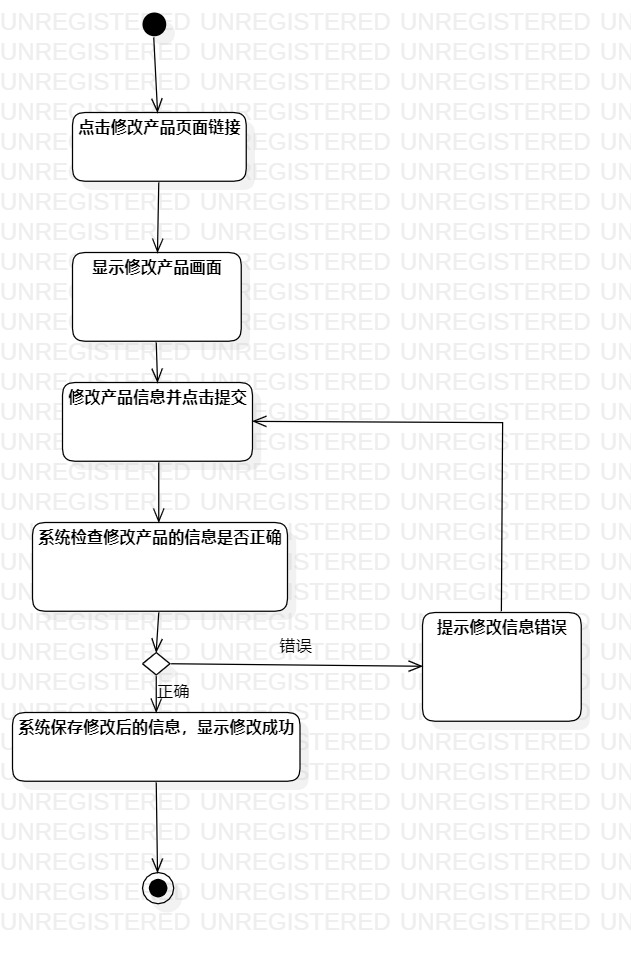 UNREGISTERED UNREGISTERED UNREGISTERED UN
点击修改产品页面链接
显示修改产品画面
修改产品信息并点击提交
系统检查修改产品的信息是否正确
提示修改信息错误
错误
正确
系统保存修改后的信息，显示修改成功